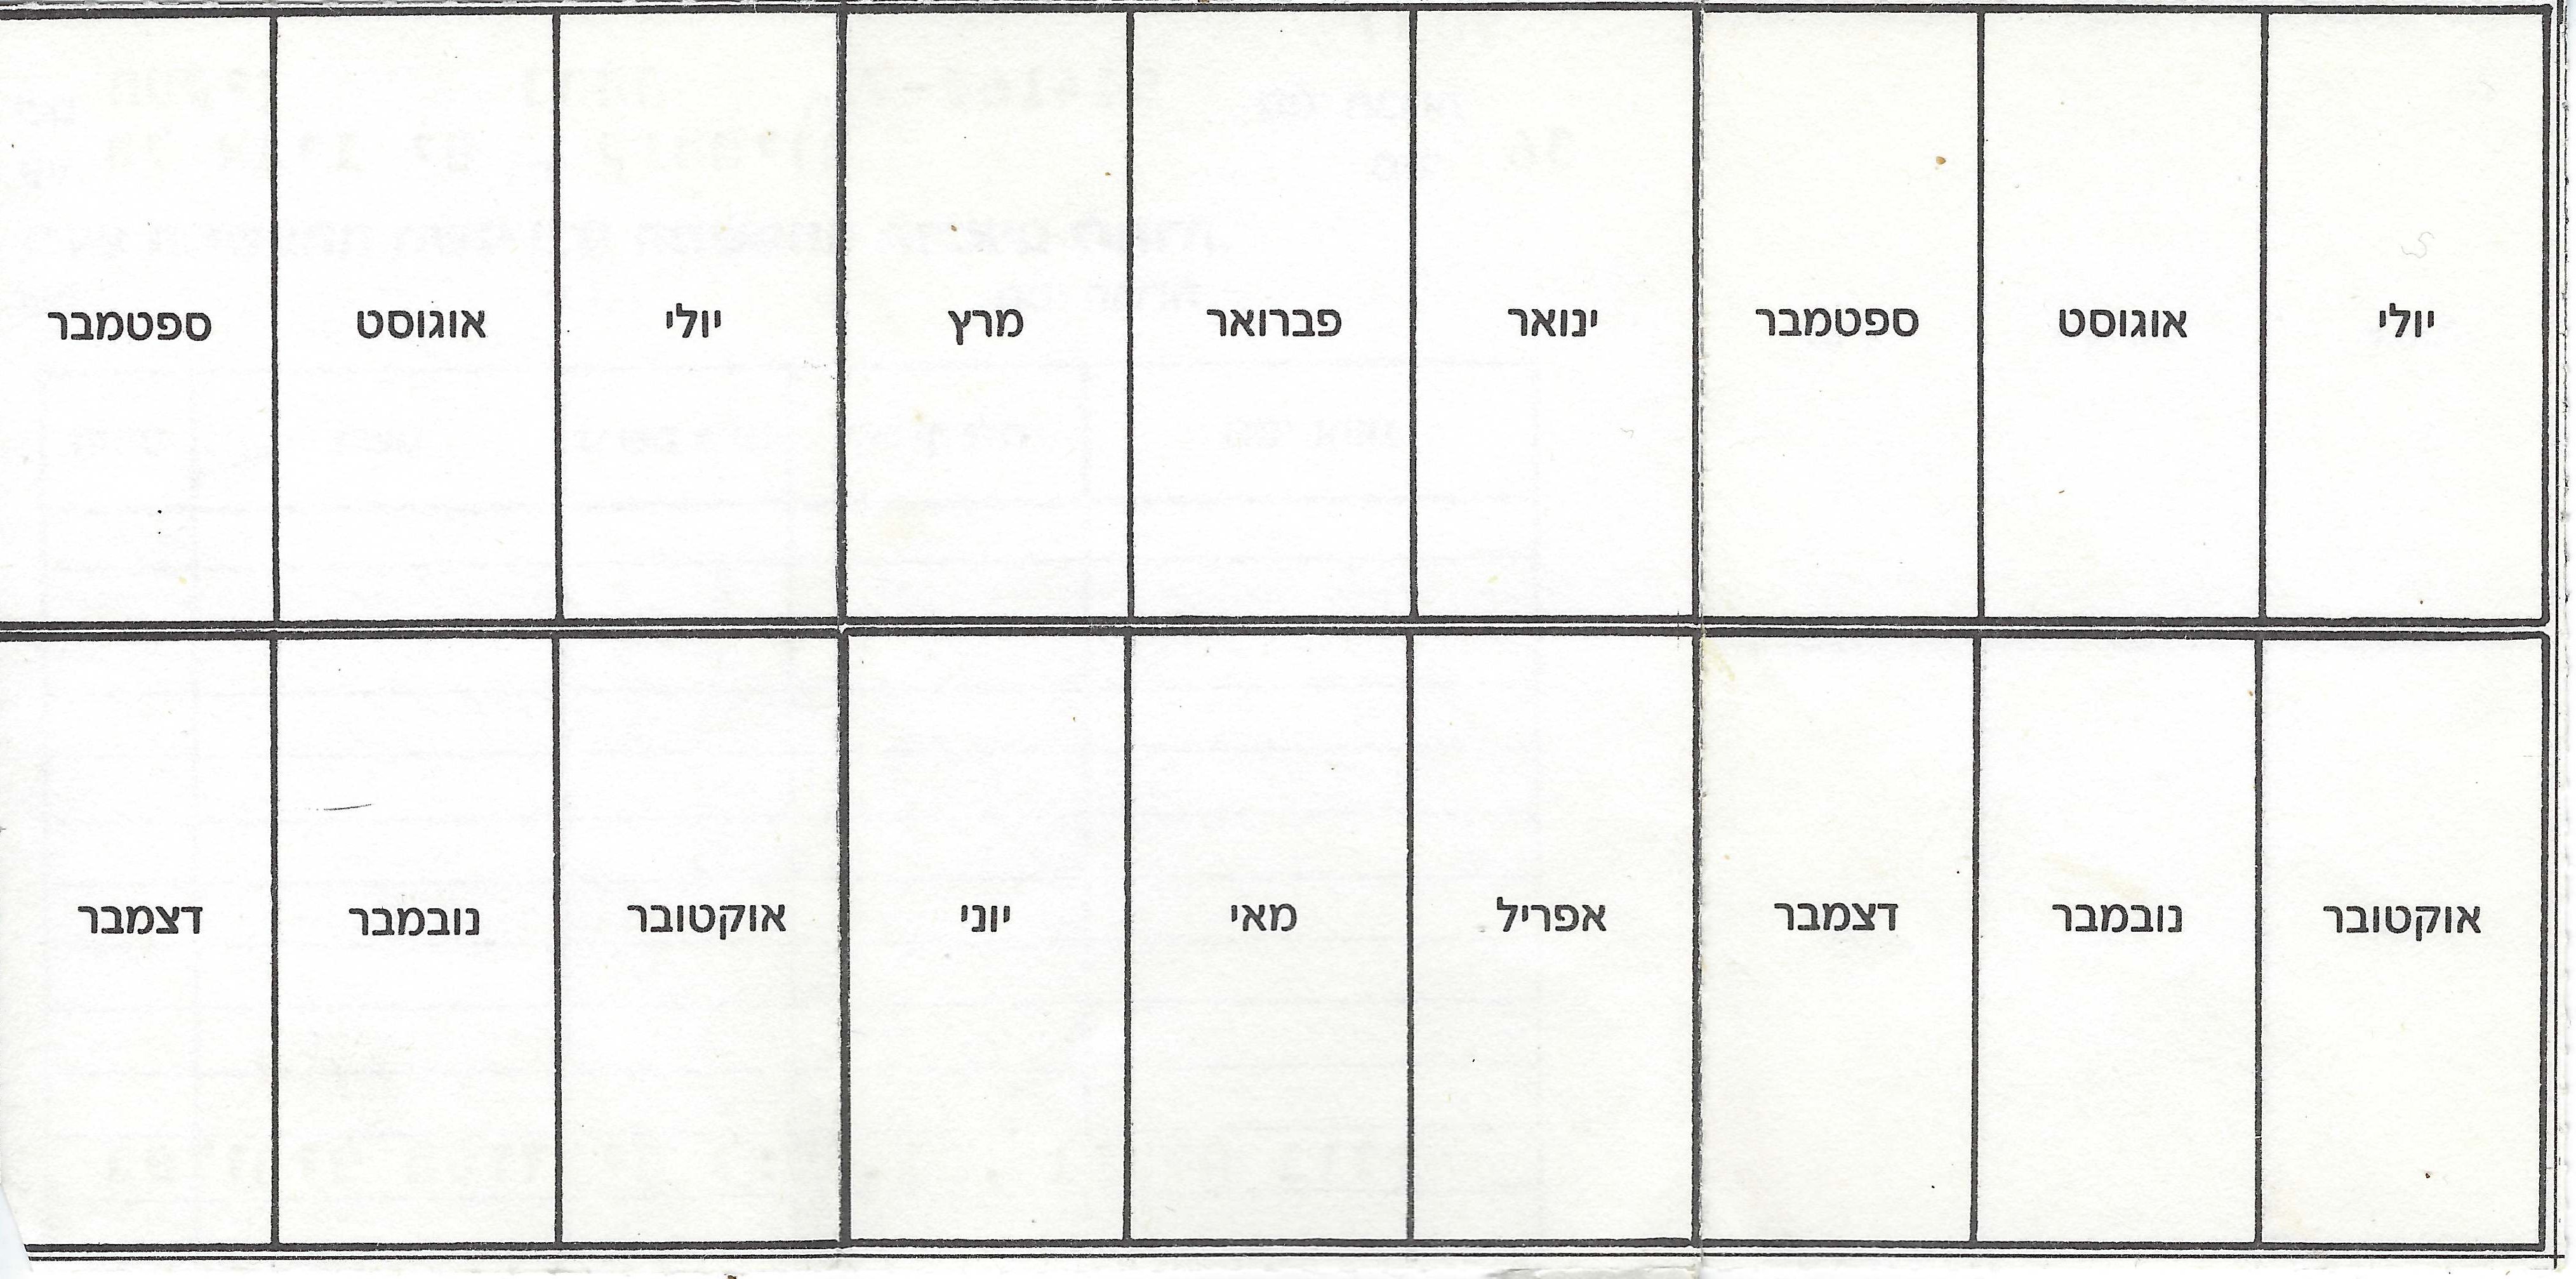 יולי אוגוסט ספטמבר ינואר פברואר מרץ יולי אוגוסט ספטמבר
אוקטובר נובמבר דצמבר אפריל מאי יוני אוקטובר נובמבר דצמבר